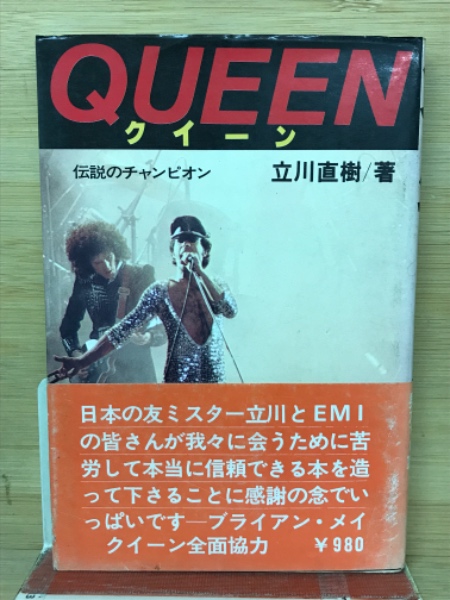 QUEEN
クイーン
伝説のチャンピオン
立川直樹/著
日本の友ミスター立川とEMI
の皆さんが我々に会うために苦
労して本当に信頼できる本を造
って下さることに感謝の念でい
っぱいです—ブライアン・メイ
クイーン全面協力 ￥980